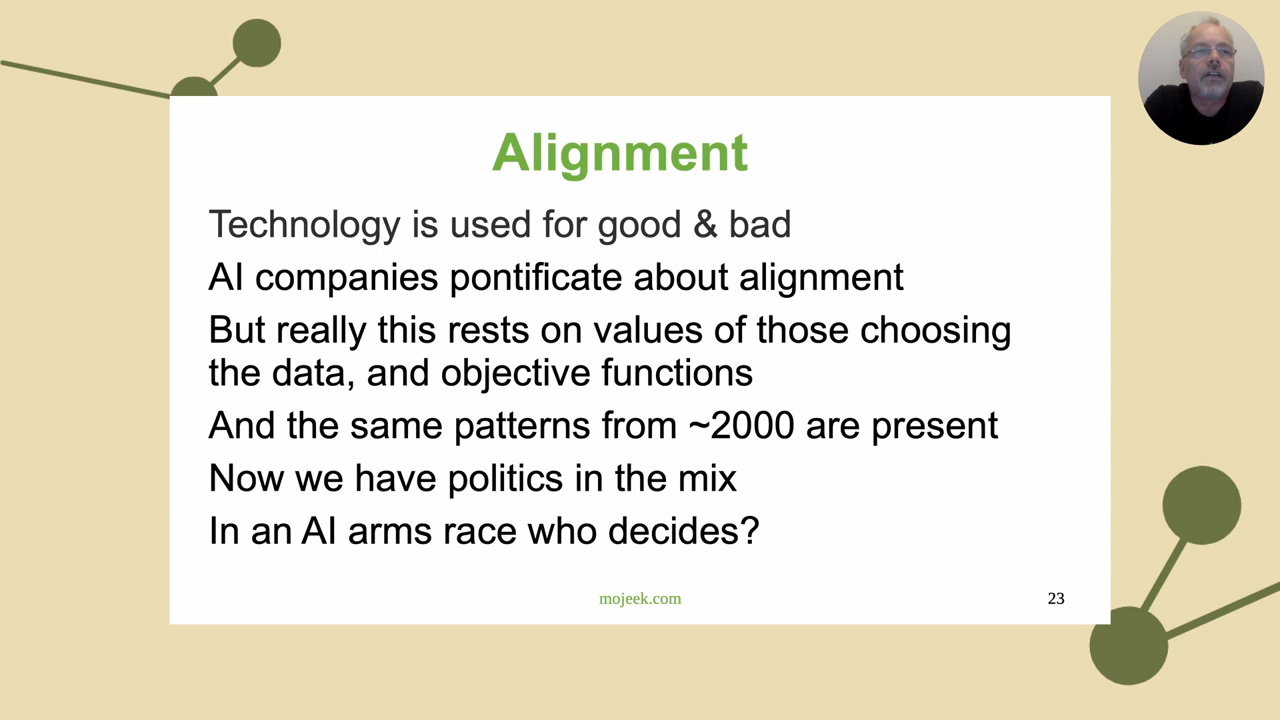 Alignment
Technology is used for good & bad
AI companies pontificate about alignment
But really this rests on values of those choosing
the data, and objective functions
And the same patterns from ~2000 are present
Now we have politics in the mix
In an AI arms race who decides?
mojeek.com
23